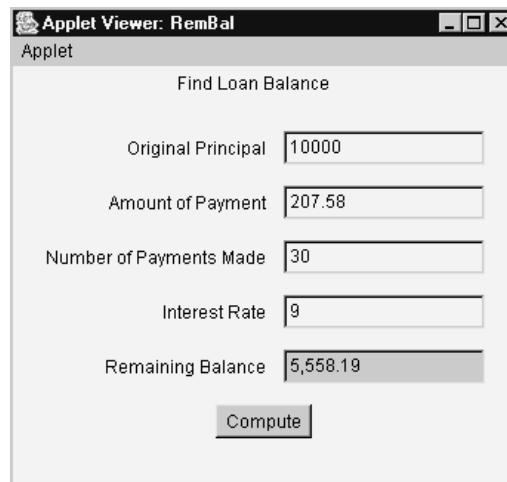 Applet Viewer: RemBal
Applet
Find Loan Balance
Original Principal 10000
Amount of Payment 207.58
Number of Payments Made 30
Interest Rate 9
Remaining Balance 5,558.19
Compute